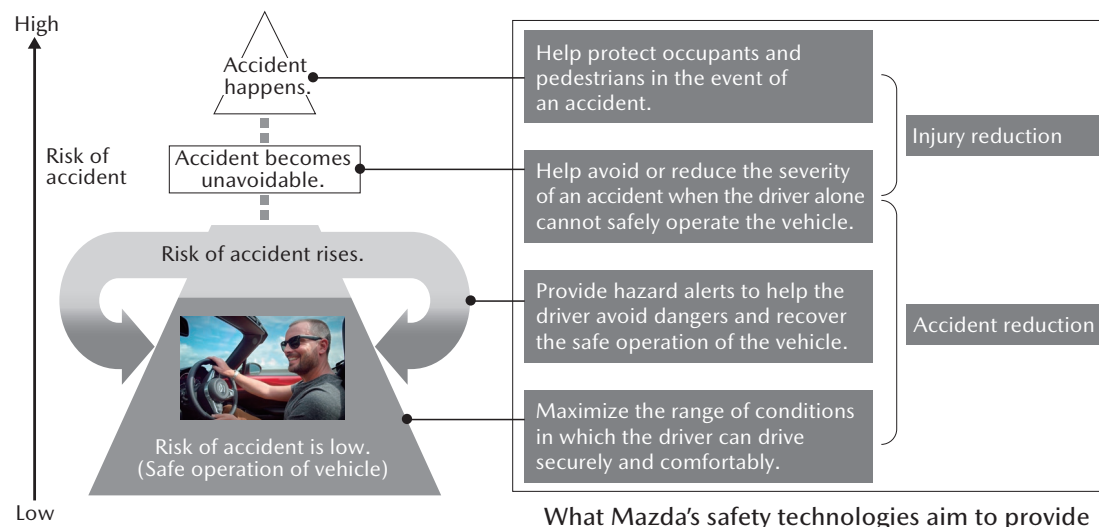 High
Accident
happens.
Risk of
accident
Accident becomes
unavoidable.
Risk of accident rises.
Risk of accident is low.
(Safe operation of vehicle)
Low
Help protect occupants and
pedestrians in the event of
an accident.
Help avoid or reduce the severity
of an accident when the driver alone
cannot safely operate the vehicle.
Provide hazard alerts to help the
driver avoid dangers and recover
the safe operation of the vehicle.
Maximize the range of conditions
in which the driver can drive
securely and comfortably.
Injury reduction
Accident reduction
What Mazda’s safety technologies aim to provide